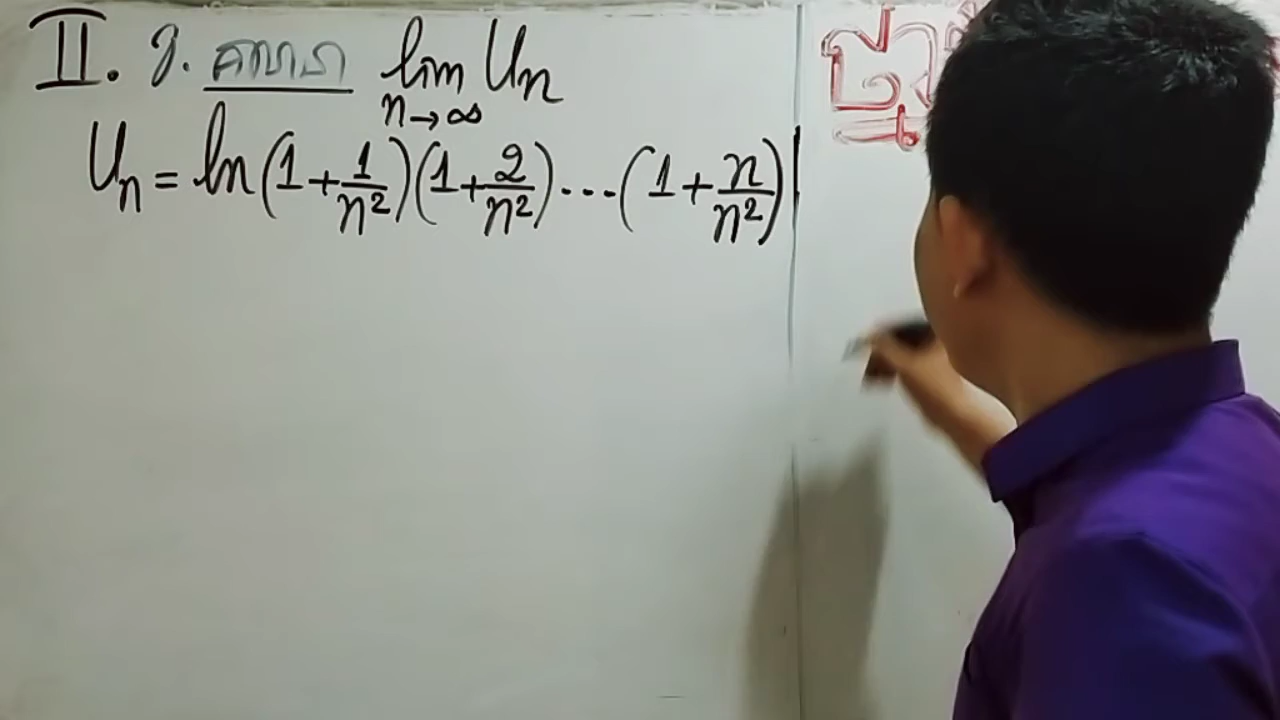 II. 2. គណនា lim Un
n→∞
Un = ln(1+1/n²)(1+2/n²)...(1+n/n²)